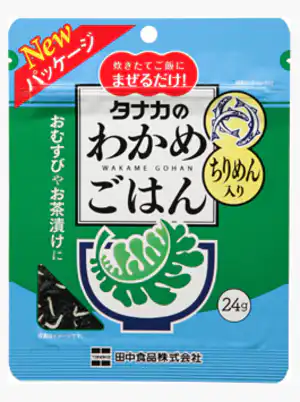 New
パッケージ
炊きたてご飯に
まぜるだけ!
タナカの
わかめ
WAKAME GOHAN
ごはん
ちりめん
入り
おむすびやお茶漬けに
24g
TANAKA
田中食品株式会社